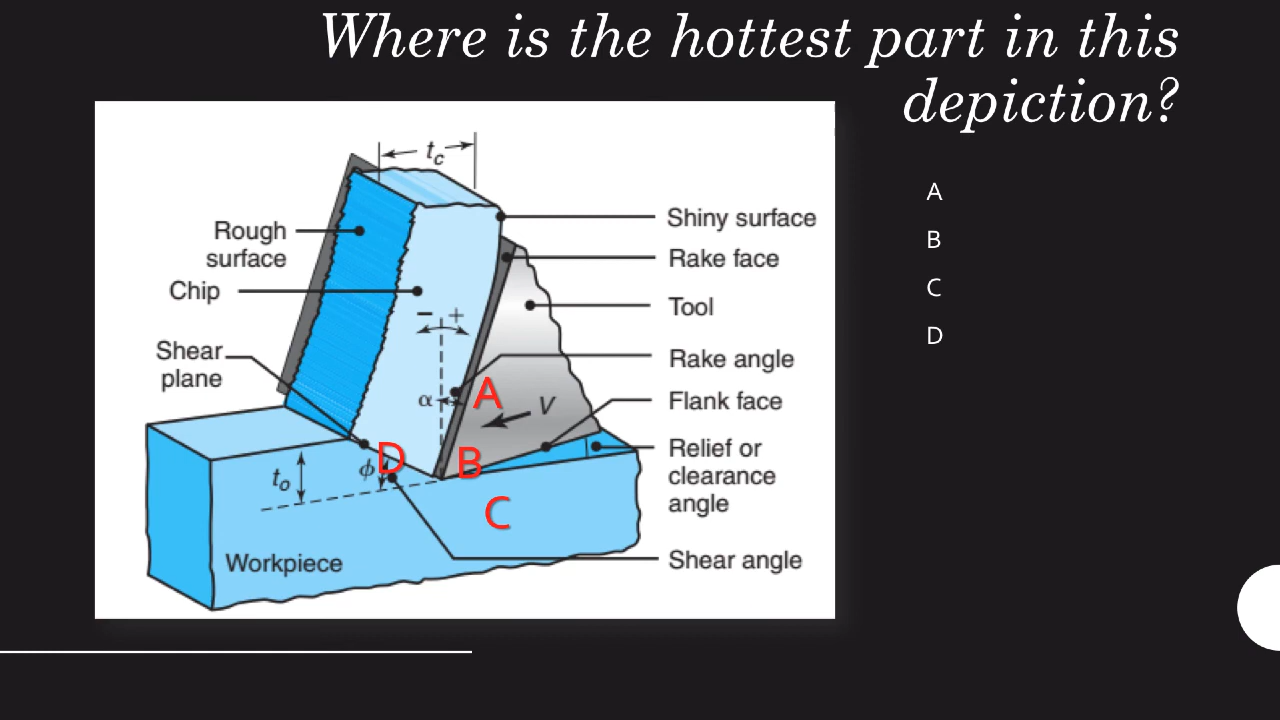 Where is the hottest part in this
depiction?
A
B
C
D
tc
Rough
surface
Chip
Shear
plane
− +
α
ϕ
to
Workpiece
Shiny surface
Rake face
Tool
Rake angle
V
Flank face
Relief or
clearance
angle
Shear angle
A
B
C
D